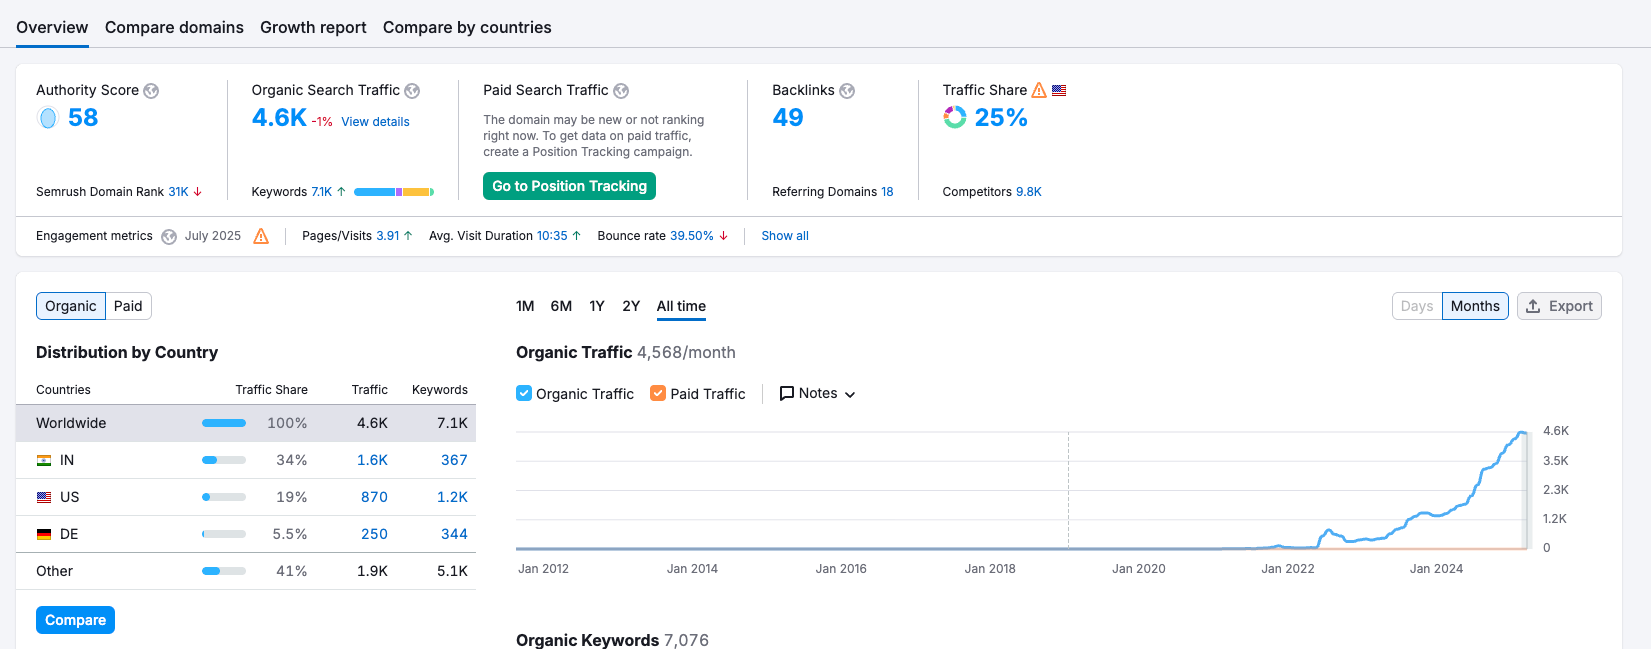 Overview Compare domains Growth report Compare by countries
Authority Score
58
Semrush Domain Rank 31K ↓
Organic Search Traffic
4.6K -1% View details
Keywords 7.1K ↑
Paid Search Traffic
The domain may be new or not ranking
right now. To get data on paid traffic,
create a Position Tracking campaign.
Go to Position Tracking
Backlinks
49
Referring Domains 18
Traffic Share
25%
Competitors 9.8K
Engagement metrics July 2025 Pages/Visits 3.91 ↑ Avg. Visit Duration 10:35 ↑ Bounce rate 39.50% ↓ Show all
Organic Paid
Distribution by Country
Countries Traffic Share Traffic Keywords
Worldwide 100% 4.6K 7.1K
IN 34% 1.6K 367
US 19% 870 1.2K
DE 5.5% 250 344
Other 41% 1.9K 5.1K
Compare
1M 6M 1Y 2Y All time
Days Months Export
Organic Traffic 4,568/month
Organic Traffic Paid Traffic Notes
4.6K
3.5K
2.3K
1.2K
0
Jan 2012 Jan 2014 Jan 2016 Jan 2018 Jan 2020 Jan 2022 Jan 2024
Organic Keywords 7,076